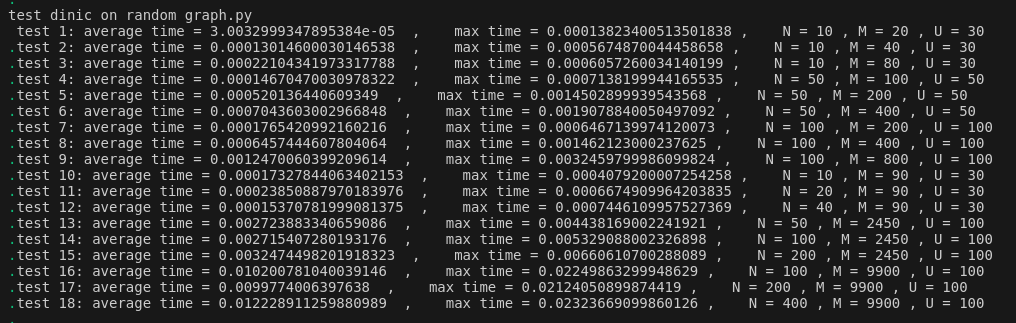 test dinic on random graph.py
test 1: average time = 3.0032999347895384e-05 , max time = 0.00013823400513501838 , N = 10 , M = 20 , U = 30
.test 2: average time = 0.00013014600030146538 , max time = 0.00056748700444458658 , N = 10 , M = 40 , U = 30
.test 3: average time = 0.00022104341973317788 , max time = 0.0006057260034140199 , N = 10 , M = 80 , U = 30
.test 4: average time = 0.00014670470030978322 , max time = 0.0007138199944165535 , N = 50 , M = 100 , U = 50
.test 5: average time = 0.000520136440609349 , max time = 0.0014502899939543568 , N = 50 , M = 200 , U = 50
.test 6: average time = 0.0007043603002966848 , max time = 0.0019078840050497092 , N = 50 , M = 400 , U = 50
.test 7: average time = 0.0001765420992160216 , max time = 0.0006467139974120073 , N = 100 , M = 200 , U = 100
.test 8: average time = 0.0006457444607804064 , max time = 0.001462123000237625 , N = 100 , M = 400 , U = 100
.test 9: average time = 0.0012470060399209614 , max time = 0.0032459799986099824 , N = 100 , M = 800 , U = 100
.test 10: average time = 0.00017327844063402153 , max time = 0.0004079200007254258 , N = 10 , M = 90 , U = 30
.test 11: average time = 0.00023850887970183976 , max time = 0.0006674909964203835 , N = 20 , M = 90 , U = 30
.test 12: average time = 0.00015370781999081375 , max time = 0.0007446109957527369 , N = 40 , M = 90 , U = 30
.test 13: average time = 0.002723883340659086 , max time = 0.004438169002241921 , N = 50 , M = 2450 , U = 100
.test 14: average time = 0.002715407280193176 , max time = 0.005329088002326898 , N = 100 , M = 2450 , U = 100
.test 15: average time = 0.0032474498201918323 , max time = 0.00660610700288089 , N = 200 , M = 2450 , U = 100
.test 16: average time = 0.010200781040039146 , max time = 0.02249863299948629 , N = 100 , M = 9900 , U = 100
.test 17: average time = 0.0099774006397638 , max time = 0.02124050899874419 , N = 200 , M = 9900 , U = 100
.test 18: average time = 0.012228911259880989 , max time = 0.02323669099860126 , N = 400 , M = 9900 , U = 100
.